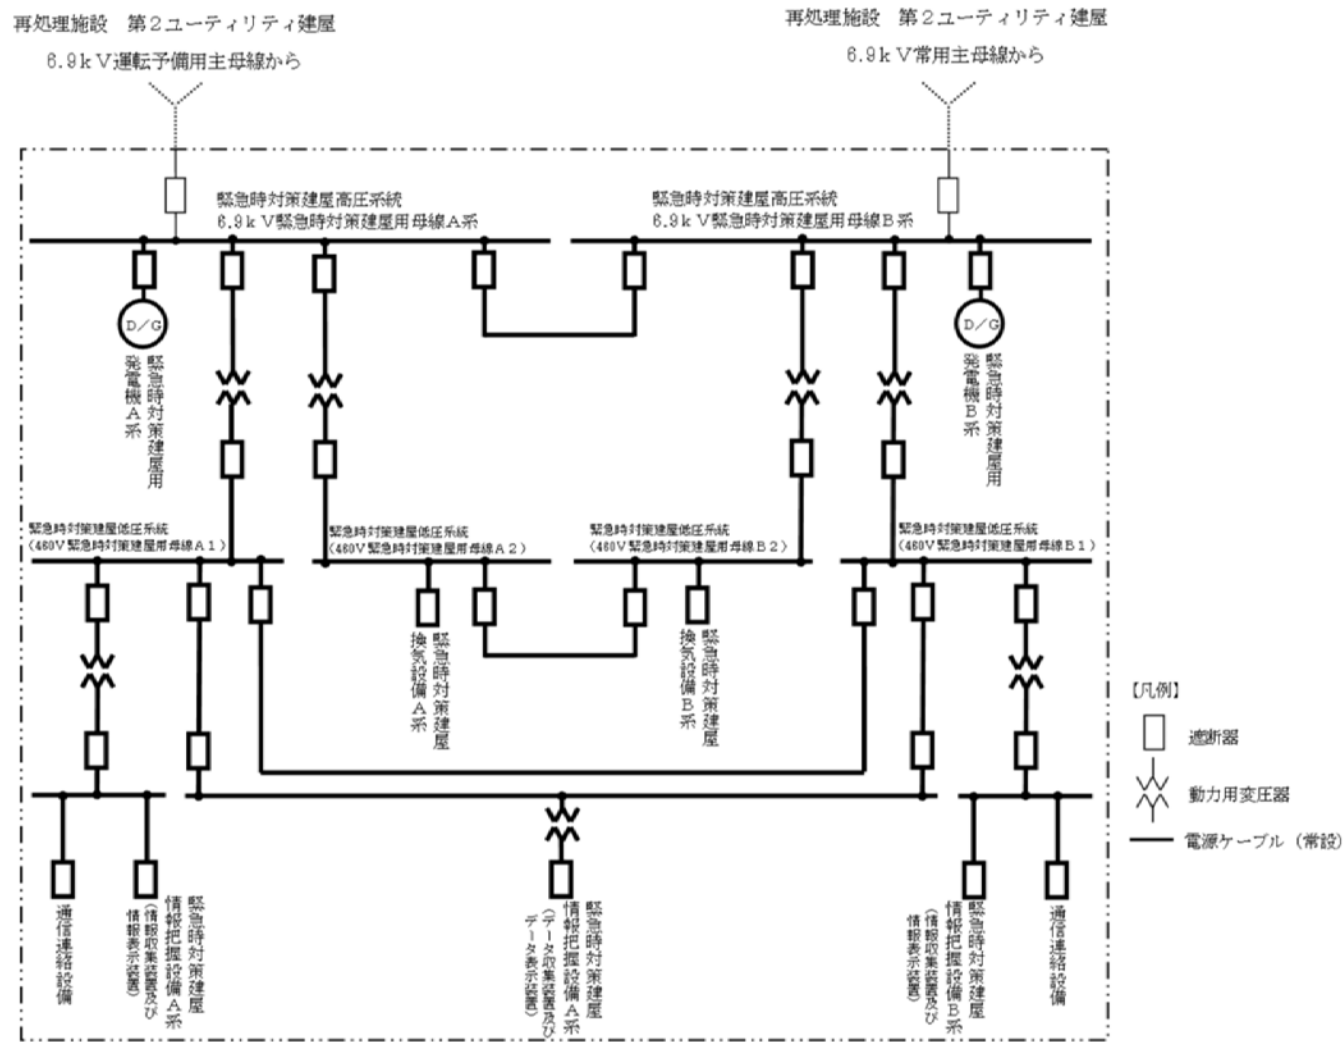 再処理施設　第２ユーティリティ建屋
6.9ｋＶ運転予備用主母線から
再処理施設　第２ユーティリティ建屋
6.9ｋＶ常用主母線から
緊急時対策建屋高圧系統
6.9ｋＶ緊急時対策建屋用母線Ａ系
緊急時対策建屋高圧系統
6.9ｋＶ緊急時対策建屋用母線Ｂ系
D／G
緊急時対策建屋用
発電機Ａ系
D／G
緊急時対策建屋用
発電機Ｂ系
緊急時対策建屋低圧系統
（460Ｖ緊急時対策建屋用母線Ａ１）
緊急時対策建屋低圧系統
（460Ｖ緊急時対策建屋用母線Ａ２）
緊急時対策建屋低圧系統
（460Ｖ緊急時対策建屋用母線Ｂ２）
緊急時対策建屋低圧系統
（460Ｖ緊急時対策建屋用母線Ｂ１）
緊急時対策建屋
換気設備Ａ系
緊急時対策建屋
換気設備Ｂ系
【凡例】
遮断器
動力用変圧器
電源ケーブル（常設）
通信連絡設備
緊急時対策建屋
情報把握設備Ａ系
（情報収集装置及び
情報表示装置）
緊急時対策建屋
情報把握設備Ａ系
（データ収集装置及び
データ表示装置）
緊急時対策建屋
情報把握設備Ｂ系
（情報収集装置及び
情報表示装置）
通信連絡設備